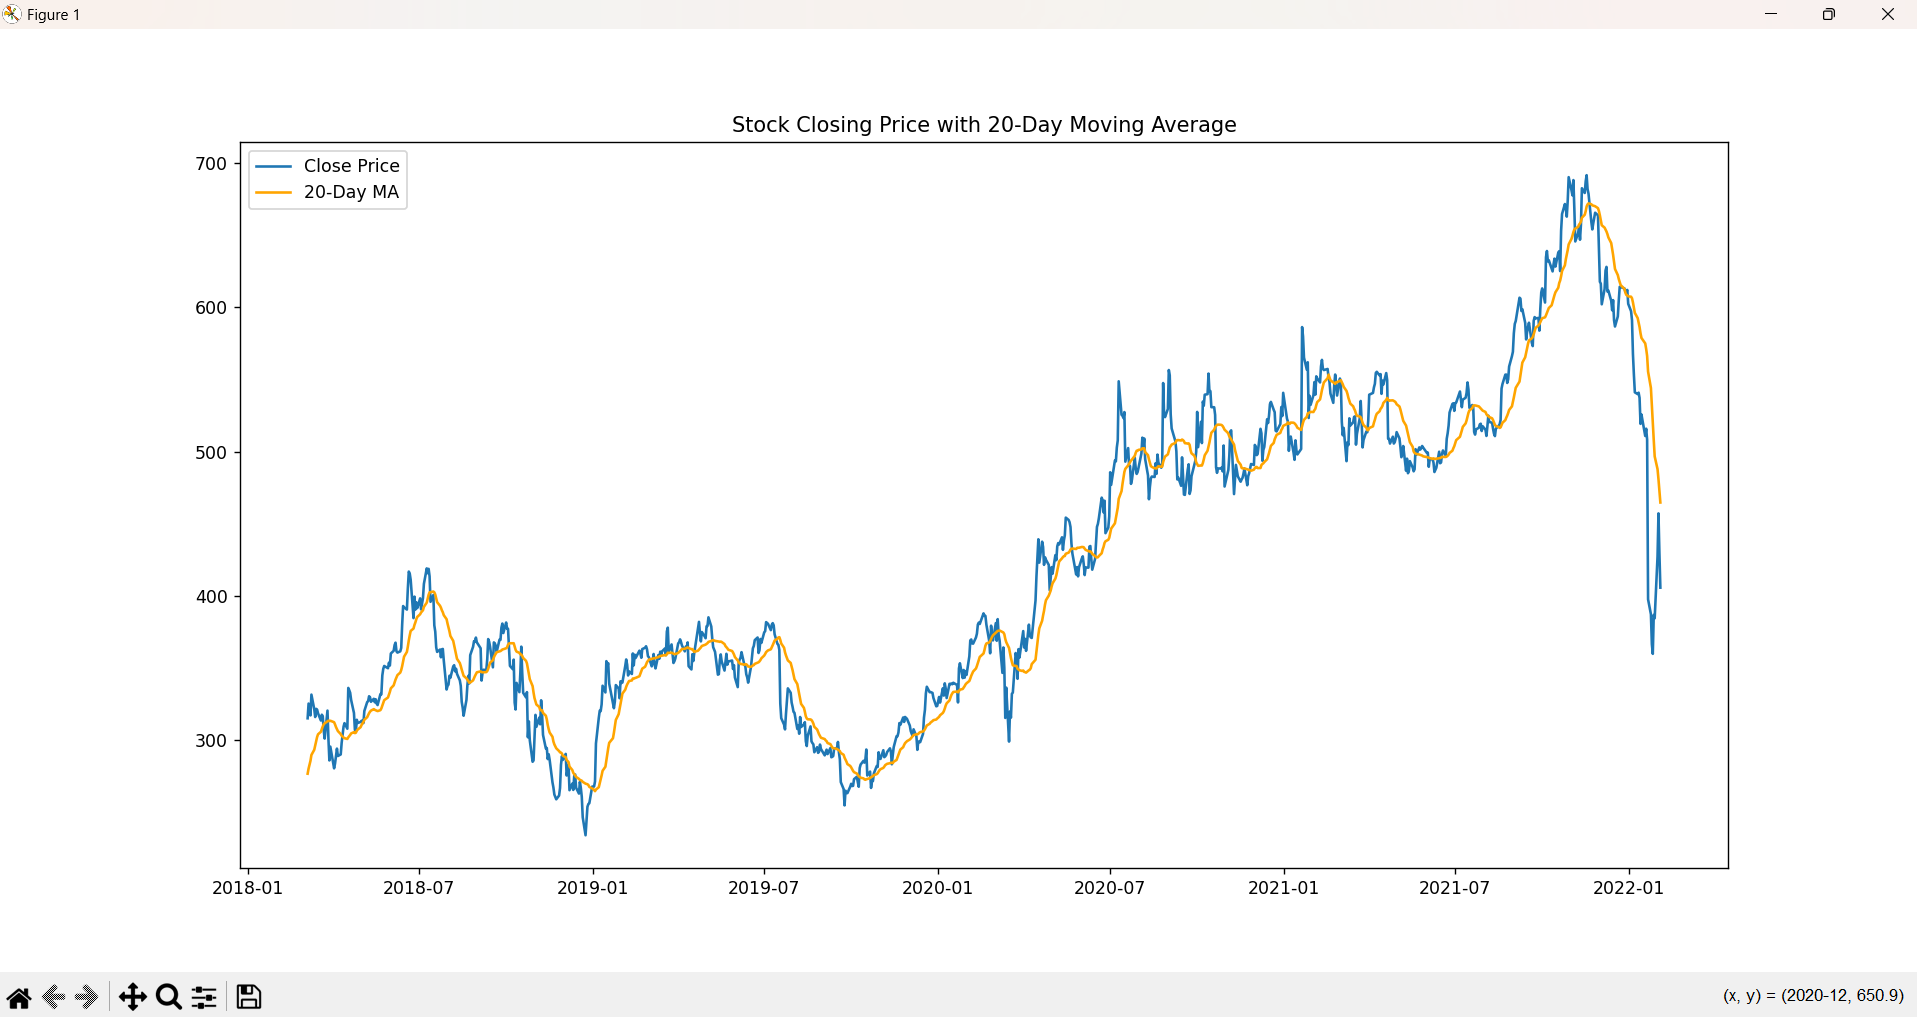 Figure 1
Stock Closing Price with 20-Day Moving Average
Close Price
20-Day MA
700
600
500
400
300
2018-01 2018-07 2019-01 2019-07 2020-01 2020-07 2021-01 2021-07 2022-01
(x, y) = (2020-12, 650.9)